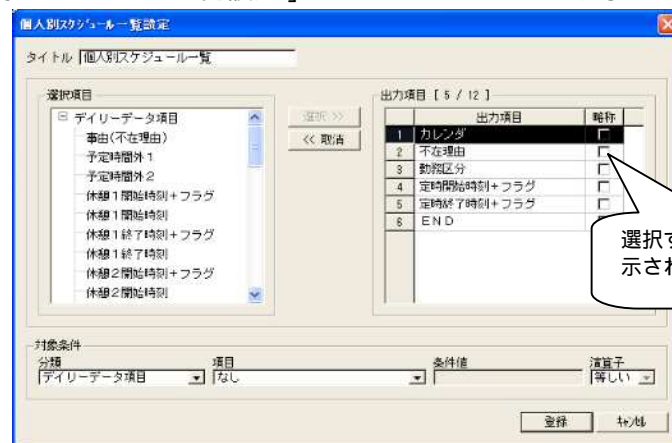 個人別スケジュール一覧設定
タイトル 個人別スケジュール一覧
選択項目
デイリーデータ項目
事由(不在理由)
予定時間外1
予定時間外2
休憩1開始時刻+フラグ
休憩1開始時刻
休憩1終了時刻+フラグ
休憩1終了時刻
休憩2開始時刻+フラグ
休憩2開始時刻
選択 >>
<< 取消
出力項目 [ 5 / 12 ]
出力項目 略称
1 カレンダ
2 不在理由
3 勤務区分
4 定時開始時刻+フラグ
5 定時終了時刻+フラグ
6 END
選択す
示され
対象条件
分類 項目 条件値 演算子
デイリーデータ項目 なし 等しい
登録 キャンセル